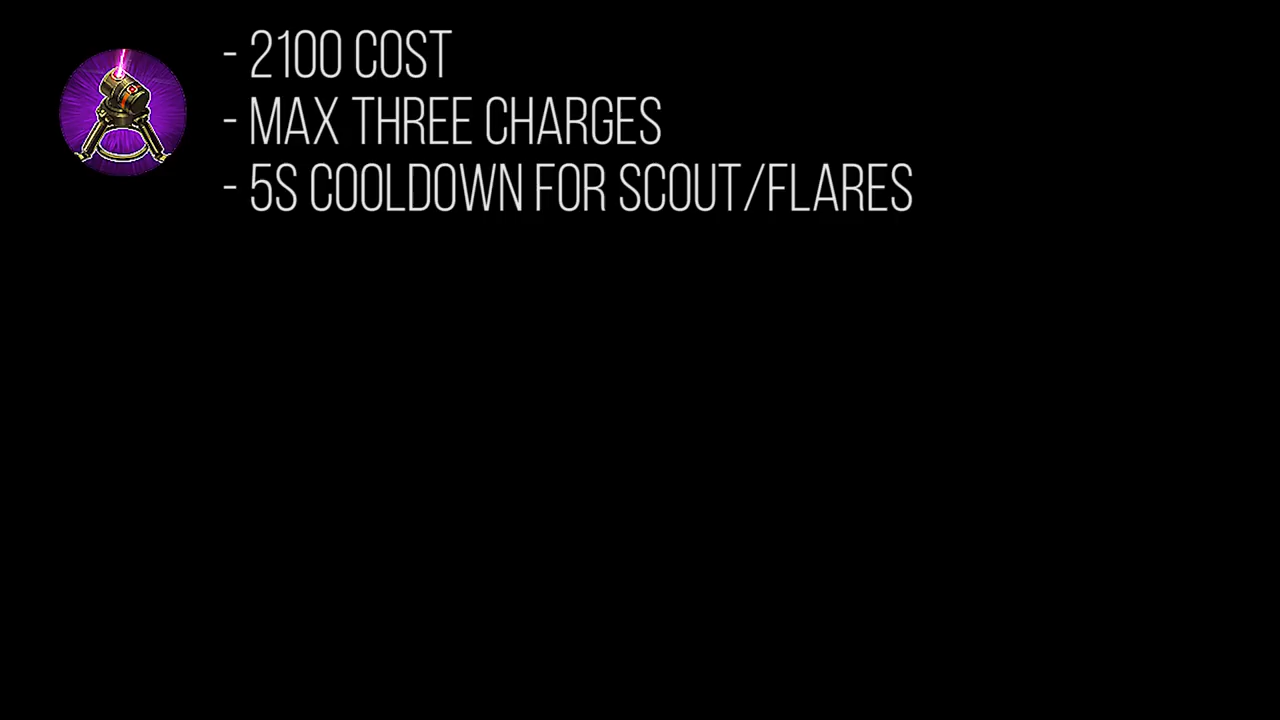 - 2100 COST
- MAX THREE CHARGES
- 5S COOLDOWN FOR SCOUT/FLARES